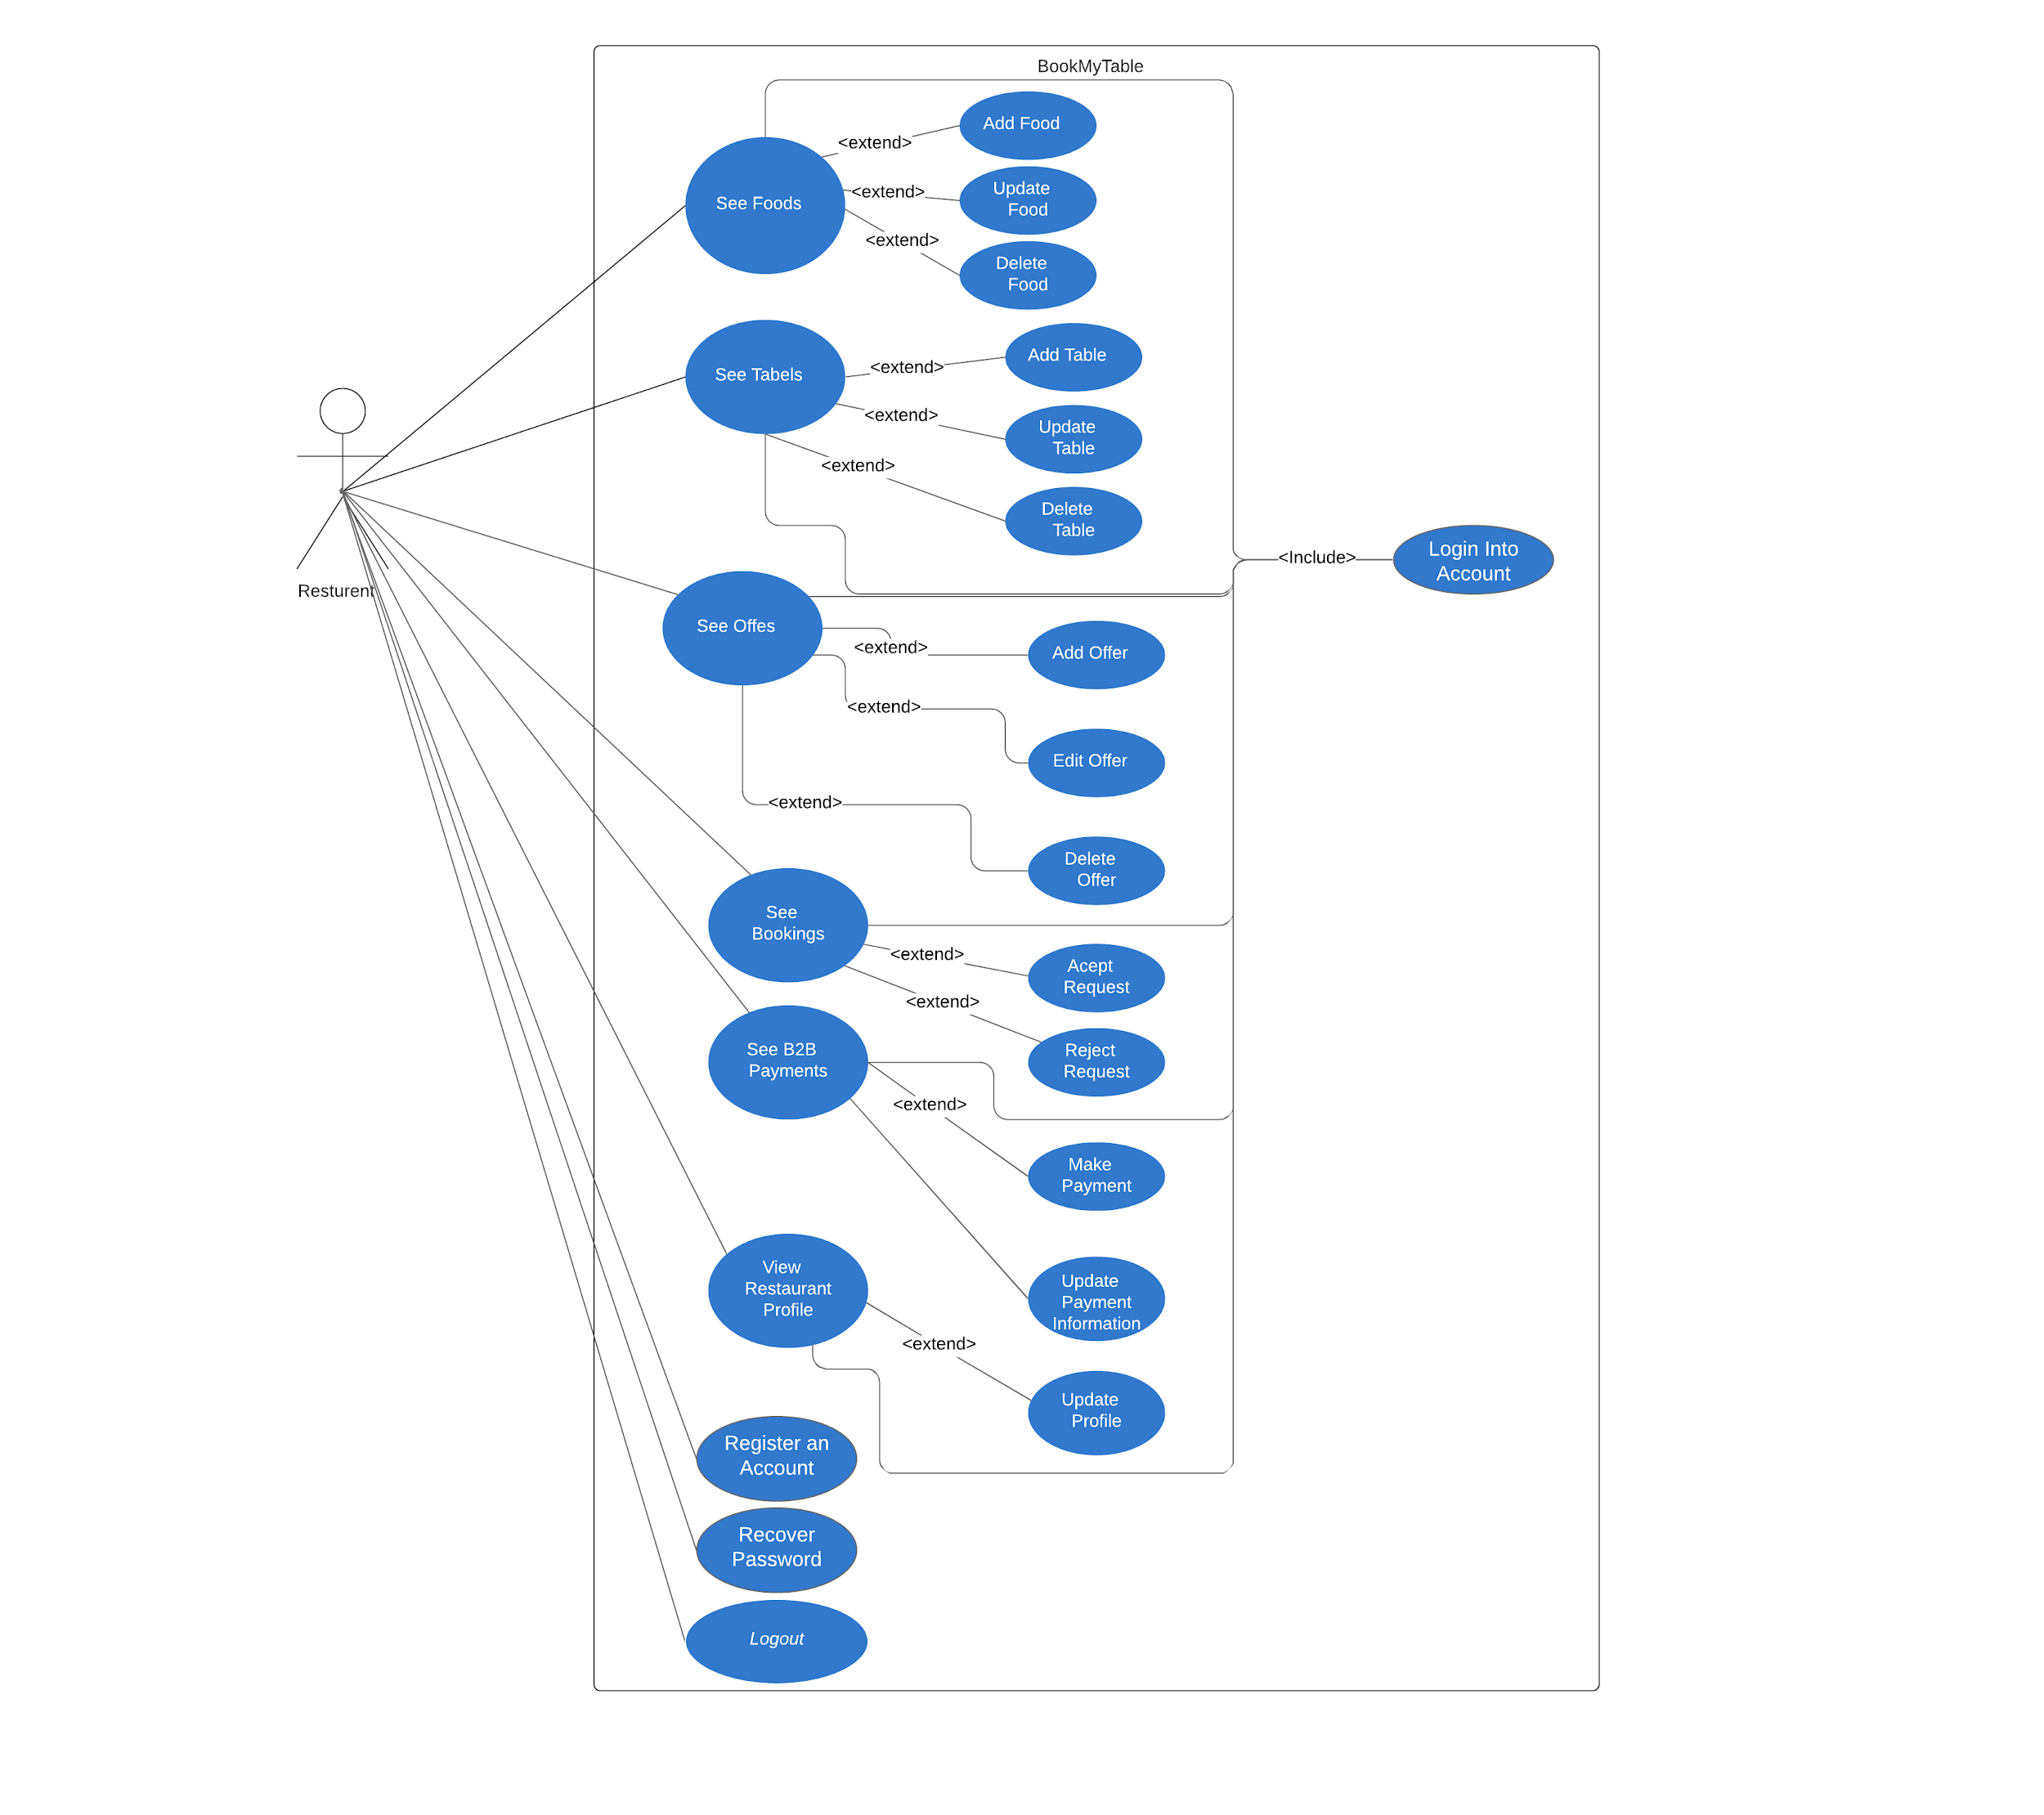 BookMyTable
See Foods
<extend>
Add Food
<extend>
Update
Food
<extend>
Delete
Food
See Tabels
<extend>
Add Table
<extend>
Update
Table
<extend>
Delete
Table
Resturent
<Include>
Login Into
Account
See Offes
<extend>
Add Offer
<extend>
Edit Offer
<extend>
Delete
Offer
See
Bookings
<extend>
Acept
Request
<extend>
Reject
Request
See B2B
Payments
<extend>
Make
Payment
Update
Payment
Information
View
Restaurant
Profile
<extend>
Update
Profile
Register an
Account
Recover
Password
Logout